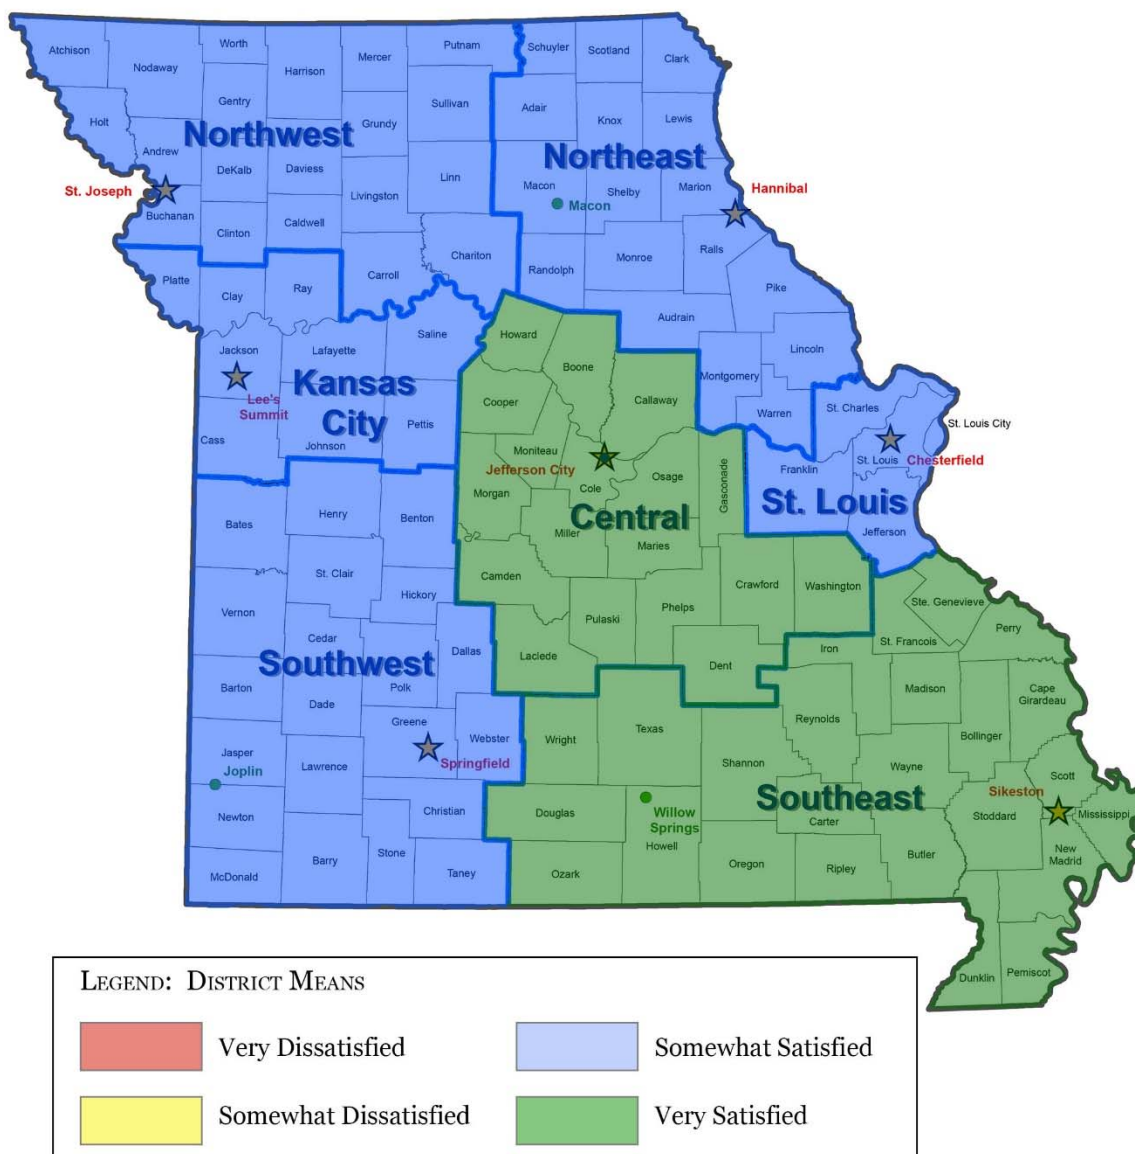 Atchison
Nodaway
Worth
Harrison
Mercer
Putnam
Schuyler
Scotland
Clark
Gentry
Sullivan
Adair
Knox
Lewis
Holt
Grundy
Northwest
Northeast
Andrew
DeKalb
Daviess
Livingston
Linn
Macon
Macon
Shelby
Marion
Hannibal
St. Joseph
Buchanan
Clinton
Caldwell
Chariton
Randolph
Monroe
Ralls
Platte
Clay
Ray
Carroll
Pike
Audrain
Saline
Howard
Lincoln
Jackson
Lafayette
Boone
Kansas
City
Lee's
Summit
Cooper
Callaway
Montgomery
Warren
St. Charles
St. Louis City
Cass
Johnson
Pettis
Moniteau
Jefferson City
Cole
Osage
Gasconade
Franklin
St. Louis
Chesterfield
St. Louis
Jefferson
Bates
Henry
Benton
Morgan
Central
Miller
Maries
St. Clair
Hickory
Camden
Crawford
Washington
Vernon
Cedar
Pulaski
Phelps
Ste. Genevieve
Perry
St. Francois
Southwest
Dallas
Laclede
Dent
Iron
Barton
Polk
Dade
Madison
Cape
Girardeau
Greene
Webster
Wright
Texas
Reynolds
Bollinger
Jasper
Joplin
Lawrence
Springfield
Shannon
Wayne
Scott
Southeast
Sikeston
Newton
Christian
Douglas
Willow
Springs
Howell
Carter
Stoddard
Mississippi
McDonald
Barry
Stone
Taney
Ozark
Oregon
Ripley
Butler
New
Madrid
Dunklin
Pemiscot
LEGEND: DISTRICT MEANS
Very Dissatisfied
Somewhat Satisfied
Somewhat Dissatisfied
Very Satisfied